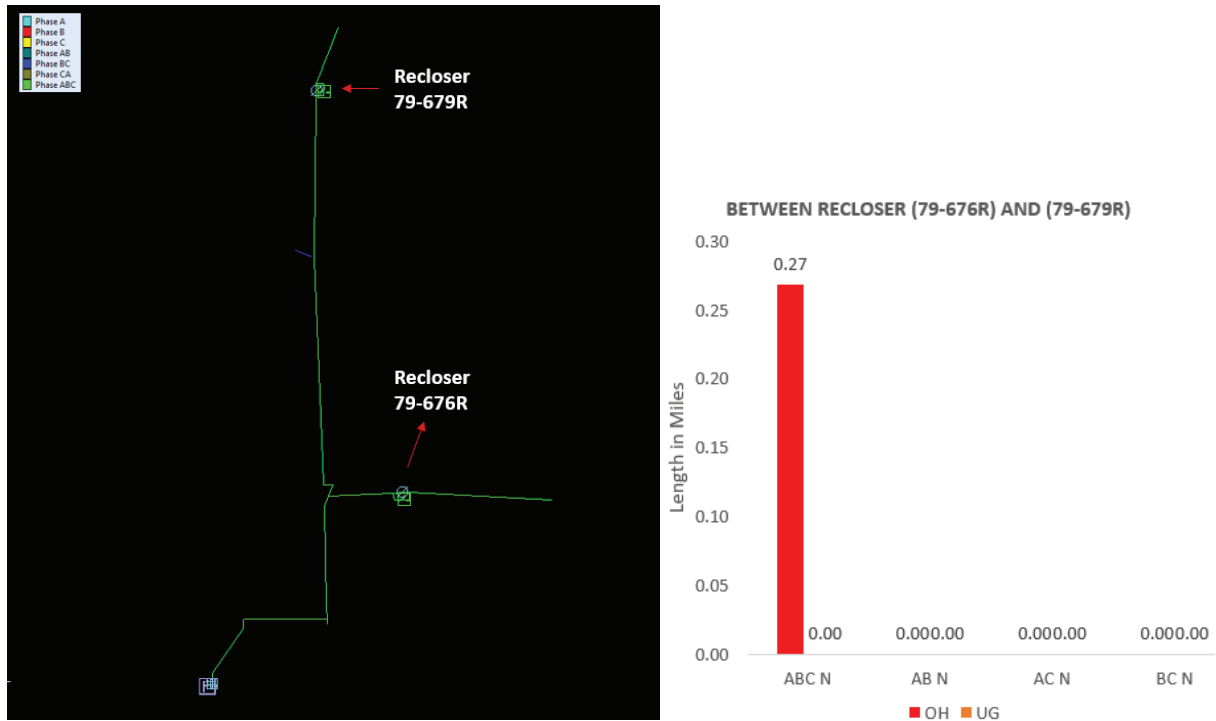 Phase A
Phase B
Phase C
Phase AB
Phase BC
Phase CA
Phase ABC
Recloser
79-679R
Recloser
79-676R
BETWEEN RECLOSER (79-676R) AND (79-679R)
Length in Miles
0.30
0.25
0.20
0.15
0.10
0.05
0.00
0.27
0.00
0.000.00
0.000.00
0.000.00
ABC N
AB N
AC N
BC N
OH UG